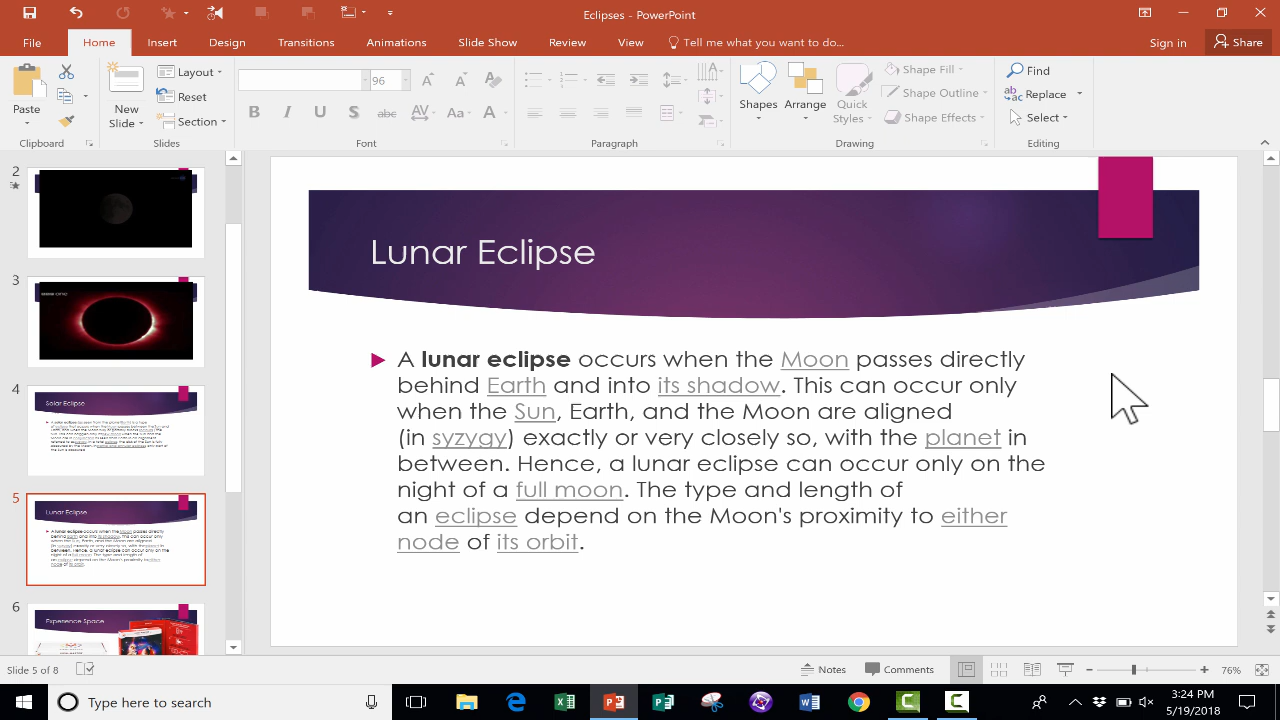 Eclipses - PowerPoint
File Home Insert Design Transitions Animations Slide Show Review View Tell me what you want to do... Sign in Share
Paste
Clipboard
New Slide
Layout
Reset
Section
Slides
96
B I U S abc AV Aa A
Font
Paragraph
Shapes
Arrange
Quick Styles
Shape Fill
Shape Outline
Shape Effects
Drawing
Find
Replace
Select
Editing
2
3
4
Solar Eclipse
5
Lunar Eclipse
6
Experience Space
Lunar Eclipse
A lunar eclipse occurs when the Moon passes directly
behind Earth and into its shadow. This can occur only
when the Sun, Earth, and the Moon are aligned
(in syzygy) exactly or very closely so, with the planet in
between. Hence, a lunar eclipse can occur only on the
night of a full moon. The type and length of
an eclipse depend on the Moon's proximity to either
node of its orbit.
Slide 5 of 8
Notes
Comments
76%
Type here to search
3:24 PM
5/19/2018